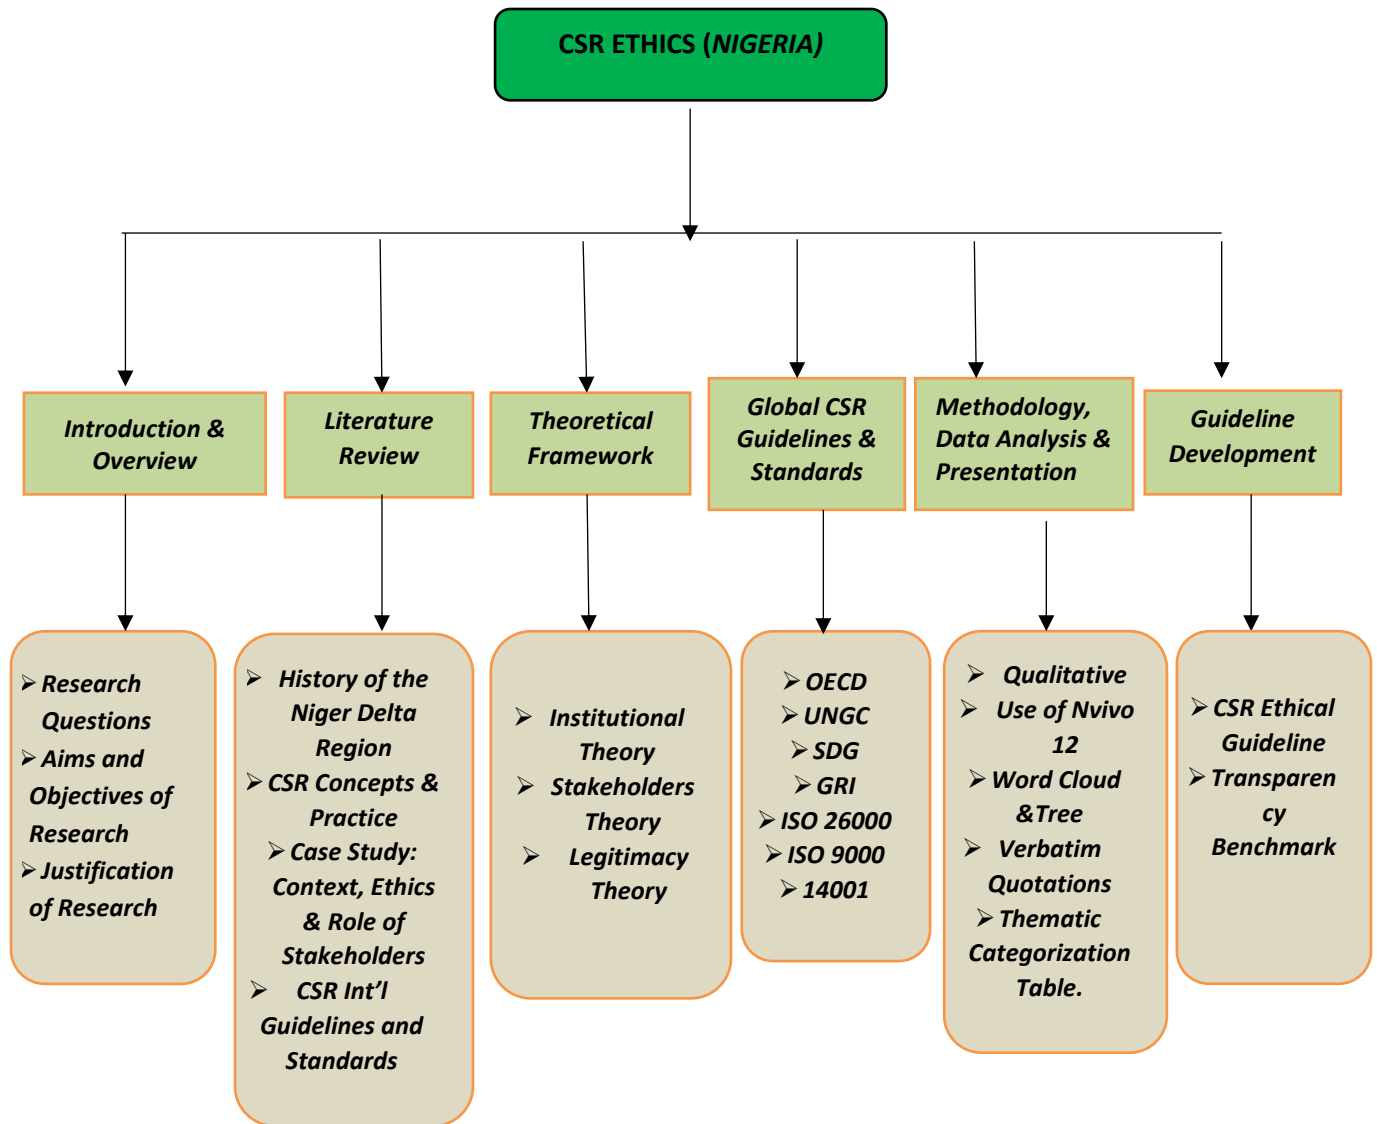 CSR ETHICS (NIGERIA)
Introduction &
Overview
Literature
Review
Theoretical
Framework
Global CSR
Guidelines &
Standards
Methodology,
Data Analysis &
Presentation
Guideline
Development
➢ Research
Questions
➢ Aims and
Objectives of
Research
➢ Justification
of Research
➢ History of the
Niger Delta
Region
➢ CSR Concepts &
Practice
➢ Case Study:
Context, Ethics
& Role of
Stakeholders
➢ CSR Int’l
Guidelines and
Standards
➢ Institutional
Theory
➢ Stakeholders
Theory
➢ Legitimacy
Theory
➢ OECD
➢ UNGC
➢ SDG
➢ GRI
➢ ISO 26000
➢ ISO 9000
➢ 14001
➢ Qualitative
➢ Use of Nvivo
12
➢ Word Cloud
&Tree
➢ Verbatim
Quotations
➢ Thematic
Categorization
Table.
➢ CSR Ethical
Guideline
➢ Transparen
cy
Benchmark